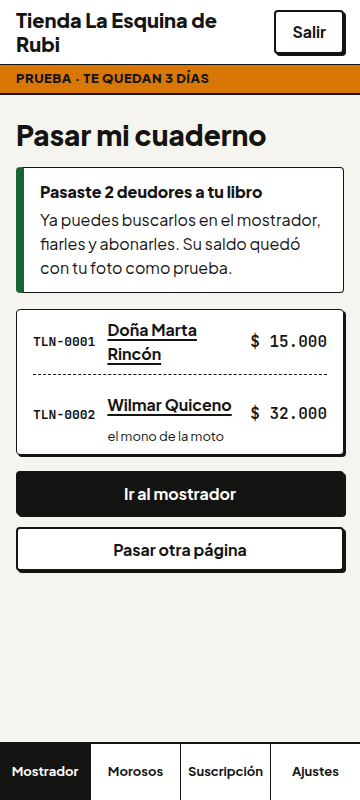 Tienda La Esquina de
Rubi
Salir
PRUEBA · TE QUEDAN 3 DÍAS
Pasar mi cuaderno
Pasaste 2 deudores a tu libro
Ya puedes buscarlos en el mostrador,
fiarles y abonarles. Su saldo quedó
con tu foto como prueba.
TLN-0001 Doña Marta Rincón $ 15.000
TLN-0002 Wilmar Quiceno $ 32.000
el mono de la moto
Ir al mostrador
Pasar otra página
Mostrador Morosos Suscripción Ajustes